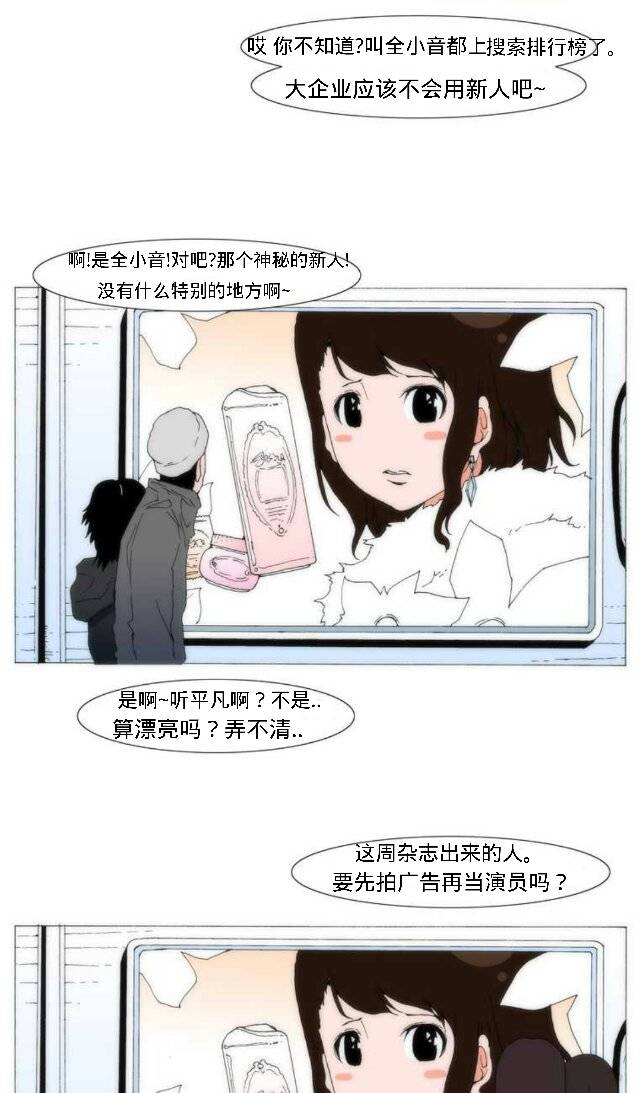 哎 你不知道?叫全小音都上搜索排行榜了。
大企业应该不会用新人吧~
啊!是全小音!对吧?那个神秘的新人!
没有什么特别的地方啊~
是啊~听平凡啊？不是..
算漂亮吗？弄不清..
这周杂志出来的人。
要先拍广告再当演员吗？